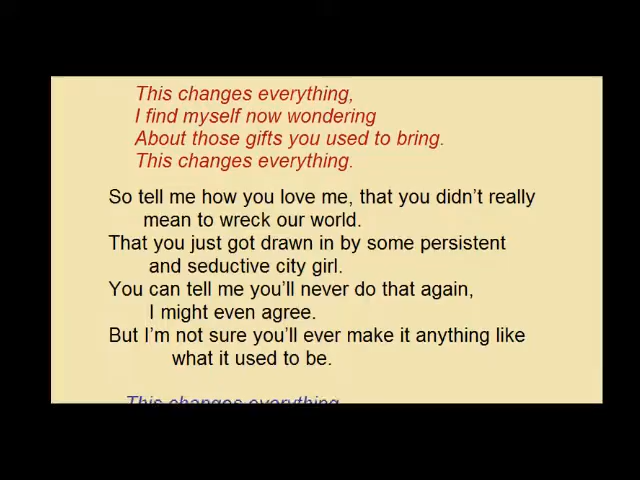 This changes everything,
I find myself now wondering
About those gifts you used to bring.
This changes everything.
So tell me how you love me, that you didn't really
mean to wreck our world.
That you just got drawn in by some persistent
and seductive city girl.
You can tell me you'll never do that again,
I might even agree.
But I'm not sure you'll ever make it anything like
what it used to be.
This changes everything